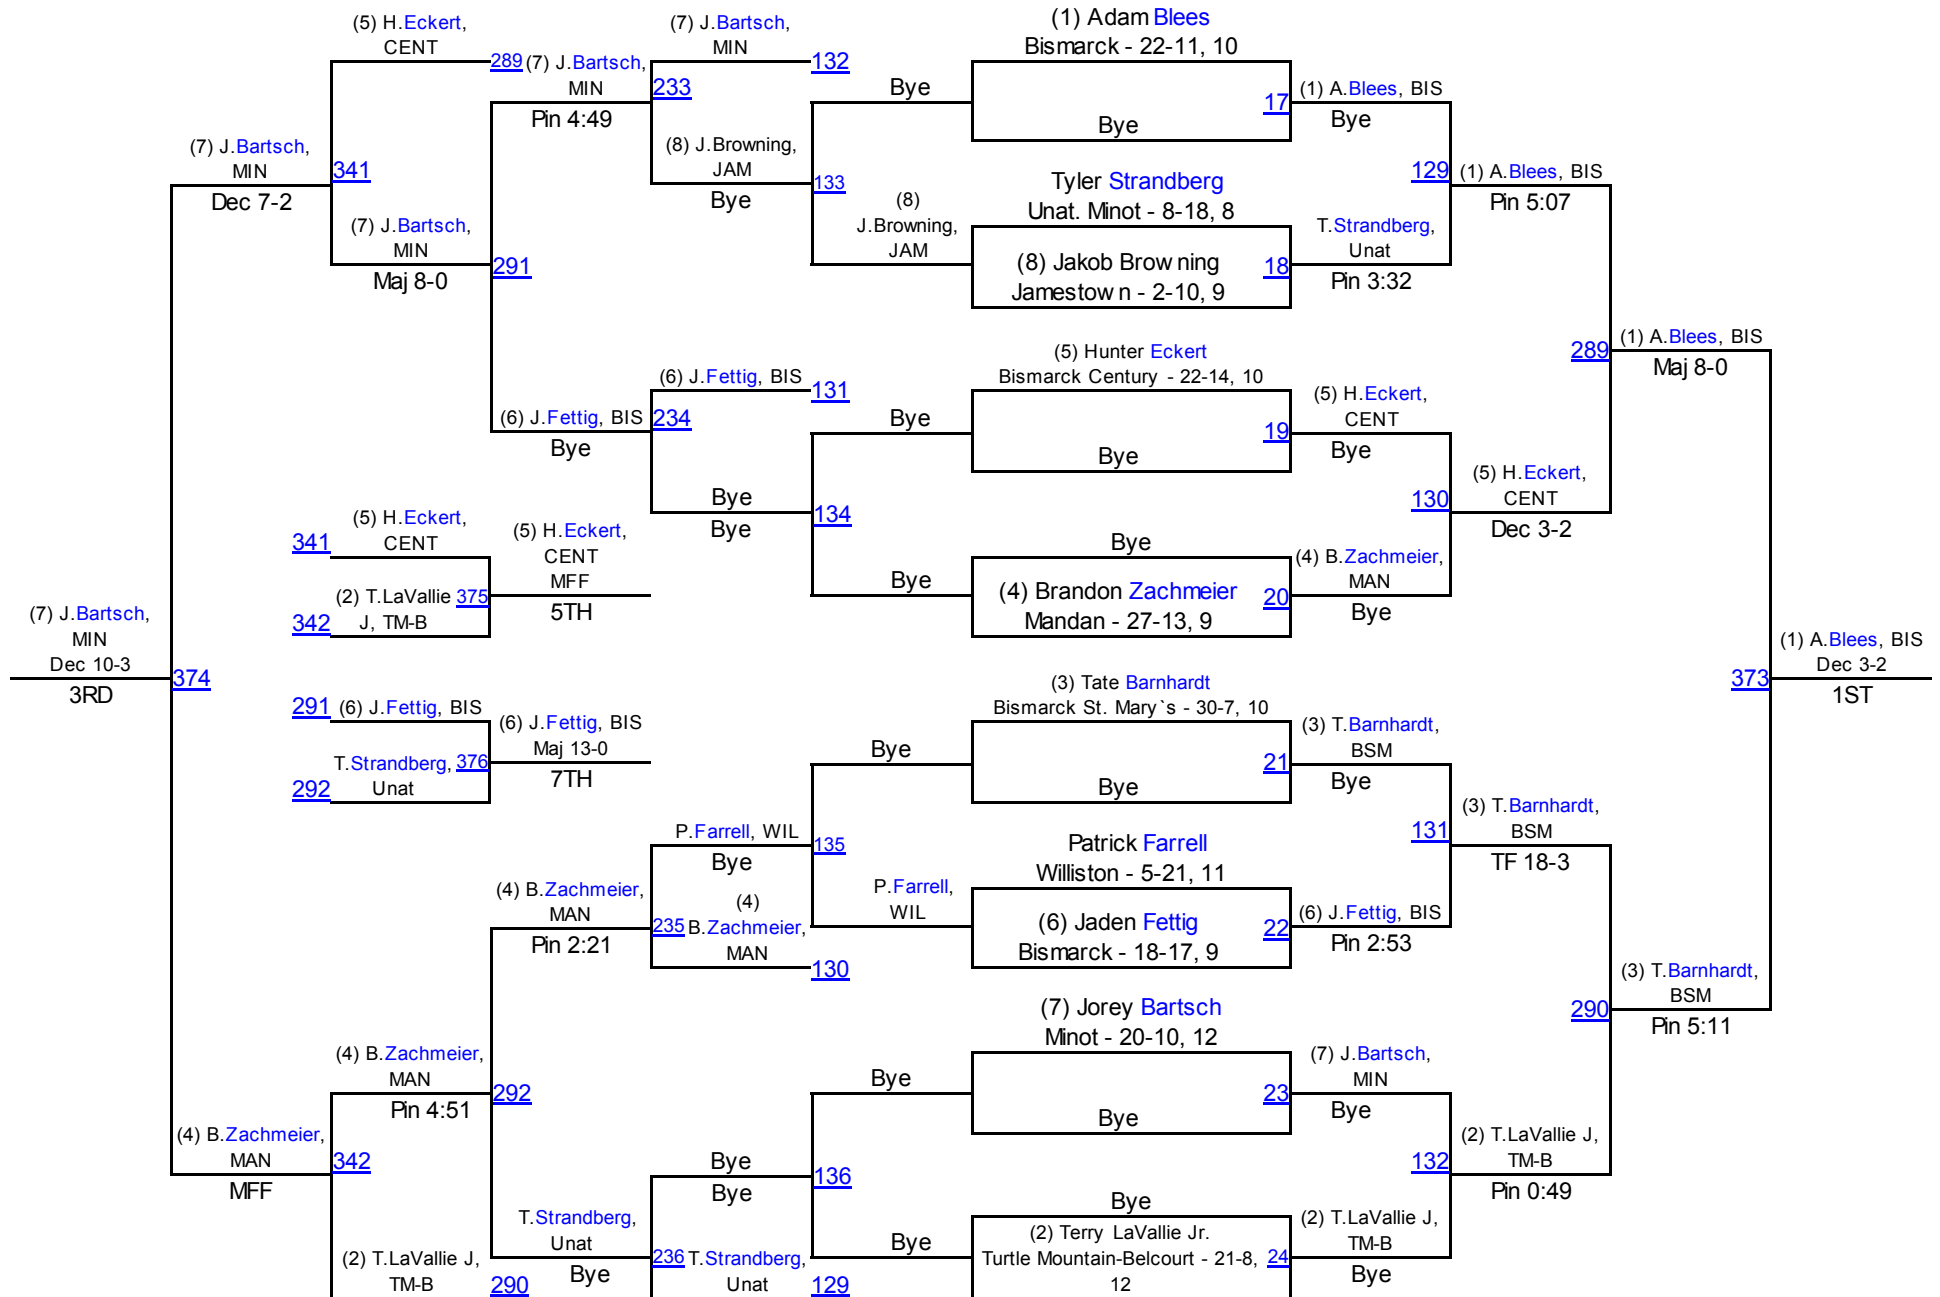 (5) H.Eckert,
CENT
289
(7) J.Bartsch,
MIN
Pin 4:49
(7) J.Bartsch,
MIN
132
233
(8) J.Browning,
JAM
Bye
133
Bye
(8)
J.Browning,
JAM
(1) Adam Blees
Bismarck - 22-11, 10
Bye
17
(1) A.Blees, BIS
Bye
Tyler Strandberg
Unat. Minot - 8-18, 8
(8) Jakob Browning
Jamestown - 2-10, 9
18
T.Strandberg,
Unat
Pin 3:32
129
(1) A.Blees, BIS
Pin 5:07
(7) J.Bartsch,
MIN
Dec 7-2
341
(7) J.Bartsch,
MIN
Maj 8-0
291
(6) J.Fettig, BIS
Bye
(6) J.Fettig, BIS
131
234
Bye
Bye
134
Bye
Bye
(5) Hunter Eckert
Bismarck Century - 22-14, 10
Bye
19
(5) H.Eckert,
CENT
Bye
Bye
(4) Brandon Zachmeier
Mandan - 27-13, 9
20
(4) B.Zachmeier,
MAN
Bye
130
(5) H.Eckert,
CENT
Dec 3-2
289
(1) A.Blees, BIS
Maj 8-0
341
(5) H.Eckert,
CENT
342
(2) T.LaVallie
J, TM-B
375
(5) H.Eckert,
CENT
MFF
5TH
(7) J.Bartsch,
MIN
Dec 10-3
3RD
374
291
(6) J.Fettig, BIS
292
T.Strandberg,
Unat
376
(6) J.Fettig, BIS
Maj 13-0
7TH
373
(1) A.Blees, BIS
Dec 3-2
1ST
(3) Tate Barnhardt
Bismarck St. Mary`s - 30-7, 10
Bye
21
(3) T.Barnhardt,
BSM
Bye
Bye
P.Farrell, WIL
Bye
135
P.Farrell,
WIL
Patrick Farrell
Williston - 5-21, 11
(6) Jaden Fettig
Bismarck - 18-17, 9
22
(6) J.Fettig, BIS
Pin 2:53
131
(3) T.Barnhardt,
BSM
TF 18-3
(4) B.Zachmeier,
MAN
Pin 2:21
235
(4)
B.Zachmeier,
MAN
130
290
(3) T.Barnhardt,
BSM
Pin 5:11
(7) Jorey Bartsch
Minot - 20-10, 12
Bye
23
(7) J.Bartsch,
MIN
Bye
Bye
(4) B.Zachmeier,
MAN
Pin 4:51
292
(4) B.Zachmeier,
MAN
MFF
342
Bye
Bye
136
Bye
132
(2) T.LaVallie J,
TM-B
Pin 0:49
Bye
(2) Terry LaVallie Jr.
Turtle Mountain-Belcourt - 21-8,
12
24
(2) T.LaVallie J,
TM-B
Bye
T.Strandberg,
Unat
Bye
236
T.Strandberg,
Unat
129
(2) T.LaVallie J,
TM-B
290